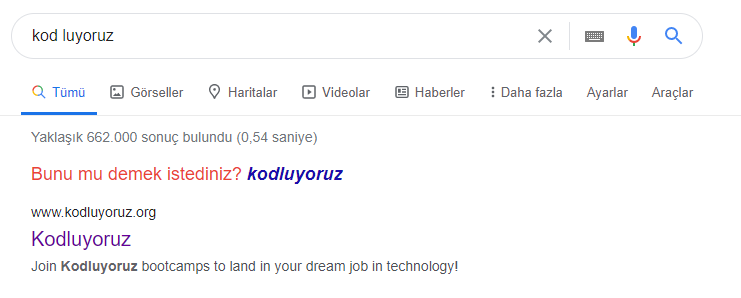 kod luyoruz
Tümü Görseller Haritalar Videolar Haberler Daha fazla Ayarlar Araçlar
Yaklaşık 662.000 sonuç bulundu (0,54 saniye)
Bunu mu demek istediniz? kodluyoruz
www.kodluyoruz.org
Kodluyoruz
Join Kodluyoruz bootcamps to land in your dream job in technology!